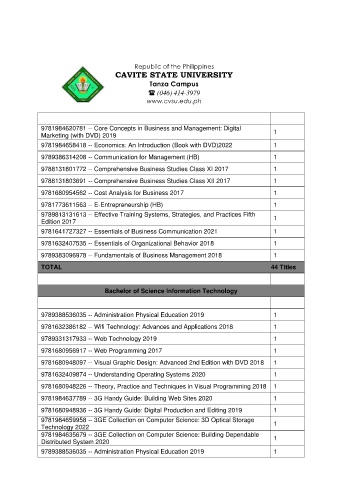 Republic of the Philippines
CAVITE STATE UNIVERSITY
Tanza Campus
☎ (046) 414-3979
www.cvsu.edu.ph
9781984620781 -- Core Concepts in Business and Management: Digital 1
Marketing (with DVD) 2019
9781984658418 -- Economics: An Introduction (Book with DVD)2022 1
9789386314208 -- Communication for Management (HB) 1
9788131801772 -- Comprehensive Business Studies Class XI 2017 1
9788131803691 -- Comprehensive Business Studies Class XII 2017 1
9781680954562 -- Cost Analysis for Business 2017 1
9781773611563 -- E-Entrepreneurship (HB) 1
9789813131613 -- Effective Training Systems, Strategies, and Practices Fifth 1
Edition 2017
9781641727327 -- Essentials of Business Communication 2021 1
9781632407535 -- Essentials of Organizational Behavior 2018 1
9789383096978 -- Fundamentals of Business Management 2018 1
TOTAL 44 Titles
Bachelor of Science Information Technology
9789388536035 -- Administration Physical Education 2019 1
9781632386182 -- Wifi Technology: Advances and Applications 2018 1
9789331317933 -- Web Technology 2019 1
9781680956917 -- Web Programming 2017 1
9781680948097 -- Visual Graphic Design: Advanced 2nd Edition with DVD 2018 1
9781632409874 -- Understanding Operating Systems 2020 1
9781680948226 -- Theory, Practice and Techniques in Visual Programming 2018 1
9781984637789 -- 3G Handy Guide: Building Web Sites 2020 1
9781680948936 -- 3G Handy Guide: Digital Production and Editing 2019 1
9781984659958 -- 3GE Collection on Computer Science: 3D Optical Storage 1
Technology 2022
9781984635679 -- 3GE Collection on Computer Science: Building Dependable 1
Distributed System 2020
9789388536035 -- Administration Physical Education 2019 1